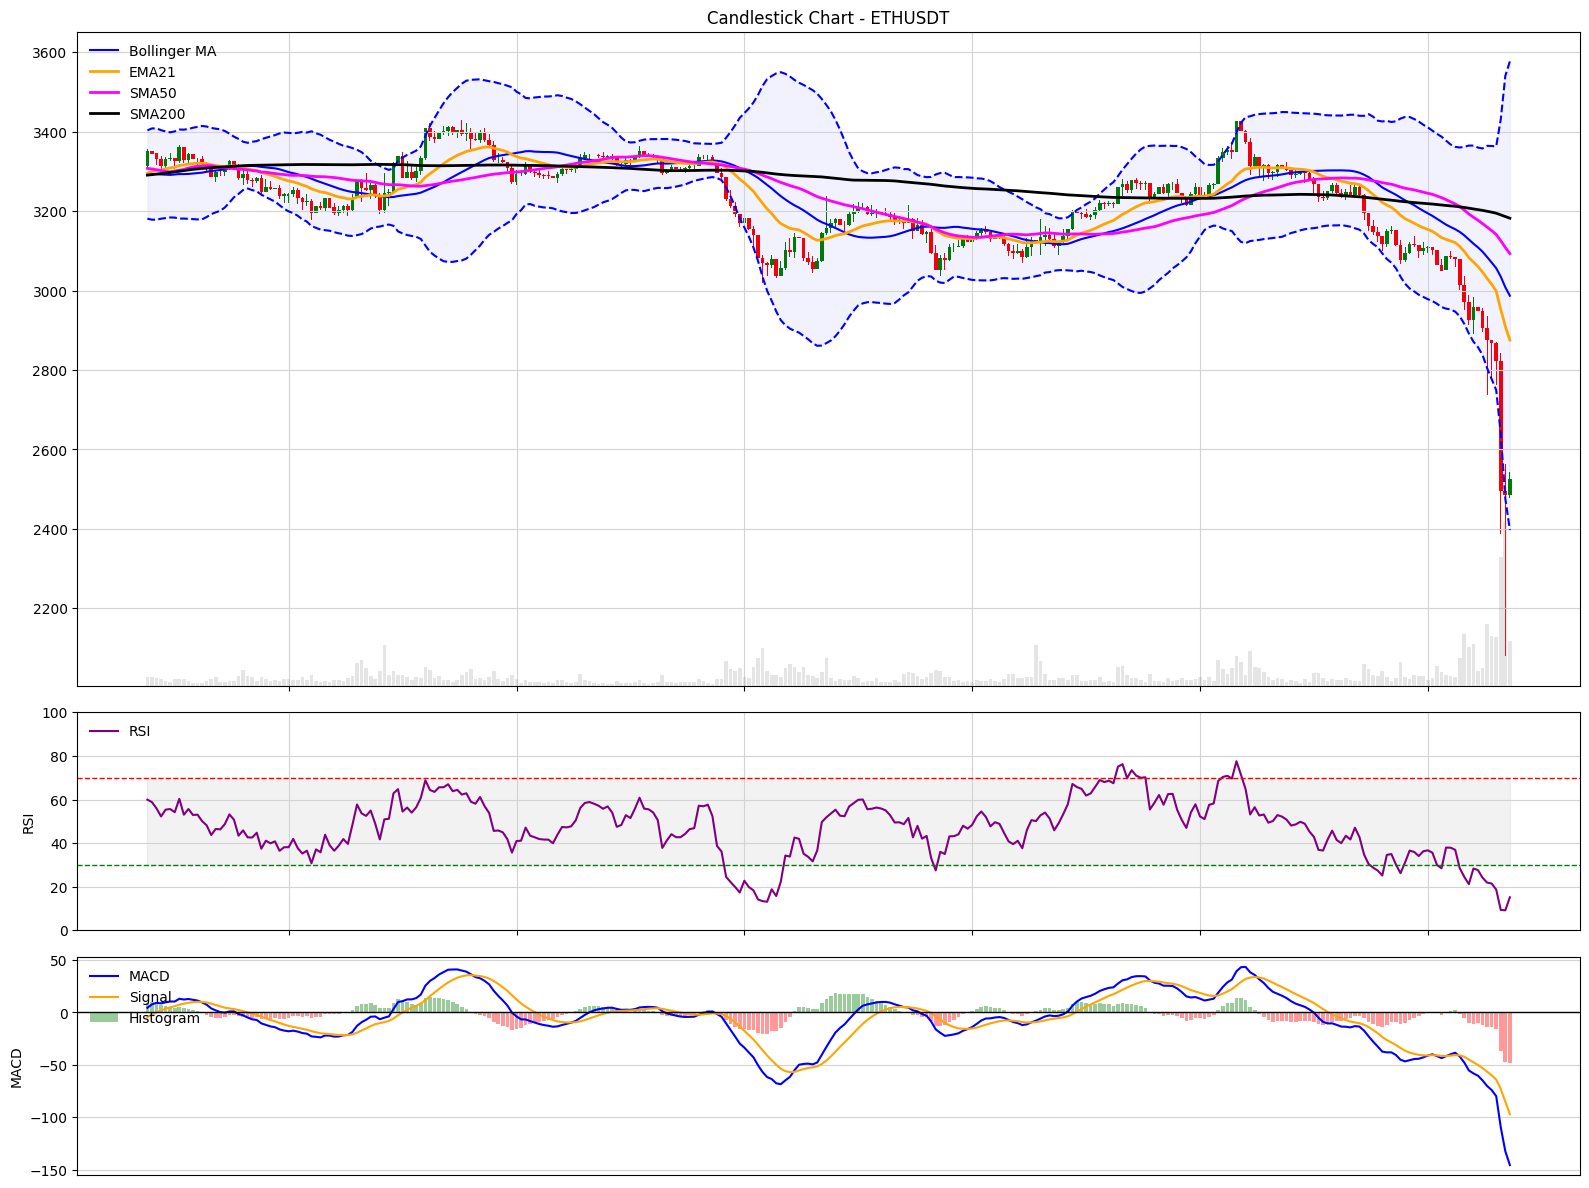 Candlestick Chart - ETHUSDT
Bollinger MA
EMA21
SMA50
SMA200
3600
3400
3200
3000
2800
2600
2400
2200
RSI
100
80
60
40
20
0
RSI
MACD
Signal
Histogram
50
0
−50
−100
−150
MACD